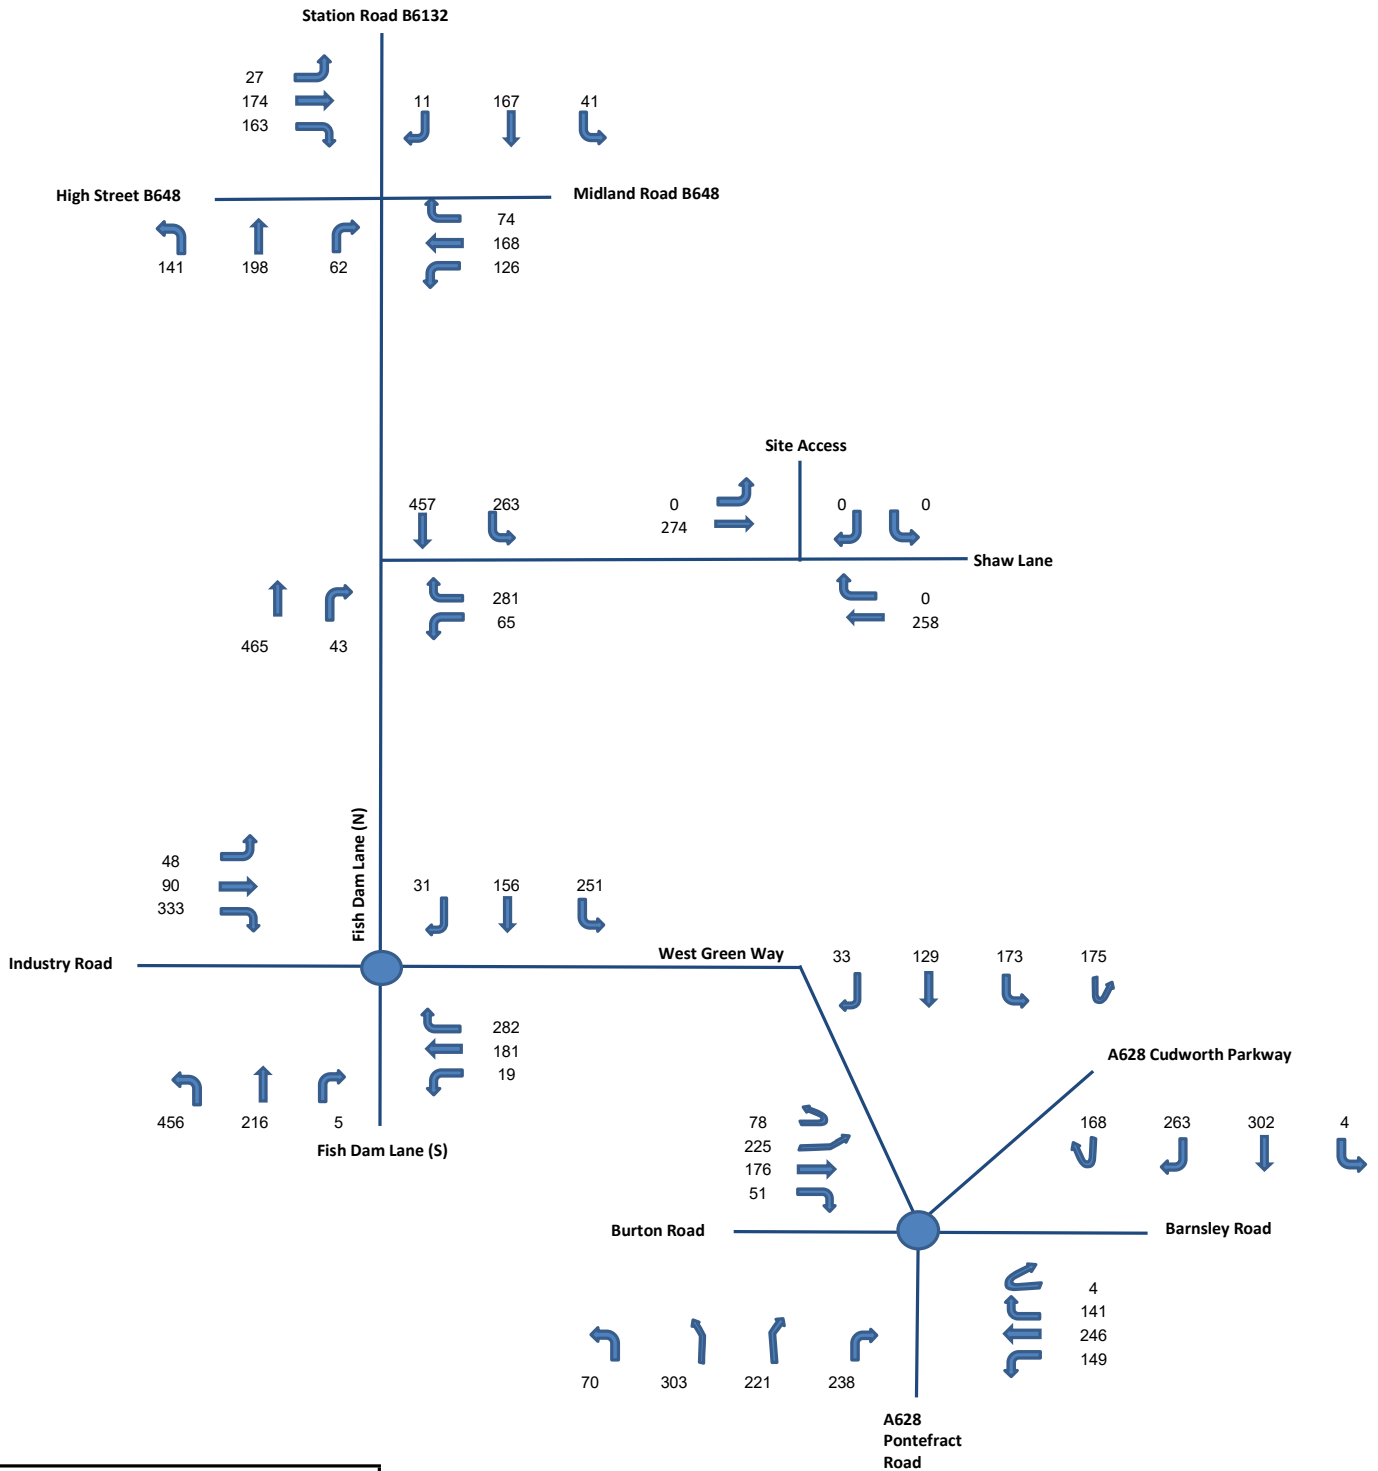 Station Road B6132
27
174
163
11 167 41
High Street B648
Midland Road B648
74
168
126
141 198 62
Site Access
457 263
0
274
0 0
Shaw Lane
281
65
0
258
465 43
Fish Dam Lane (N)
48
90
333
31 156 251
Industry Road
West Green Way
33 129 173 175
282
181
19
456 216 5
Fish Dam Lane (S)
A628 Cudworth Parkway
78
225
176
51
168 263 302 4
Burton Road
Barnsley Road
4
141
246
149
70 303 221 238
A628
Pontefract
Road